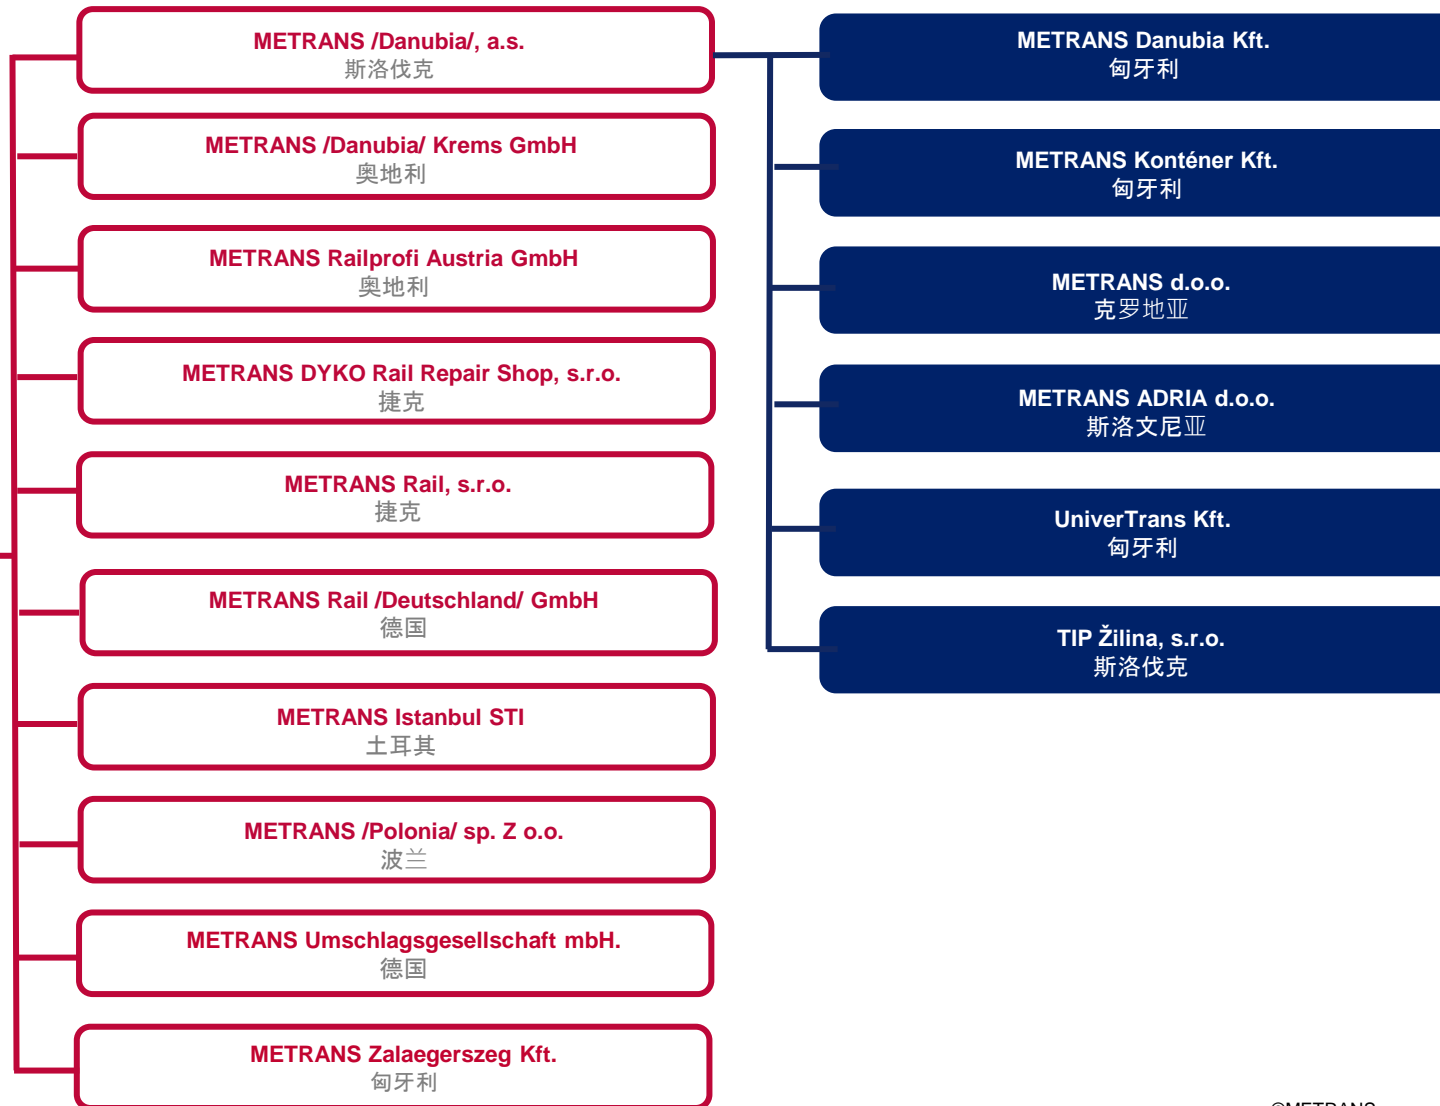 METRANS /Danubia/, a.s.
斯洛伐克
METRANS /Danubia/ Krems GmbH
奥地利
METRANS Railprofi Austria GmbH
奥地利
METRANS DYKO Rail Repair Shop, s.r.o.
捷克
METRANS Rail, s.r.o.
捷克
METRANS Rail /Deutschland/ GmbH
德国
METRANS Istanbul STI
土耳其
METRANS /Polonia/ sp. Z o.o.
波兰
METRANS Umschlagsgesellschaft mbH.
德国
METRANS Zalaegerszeg Kft.
匈牙利
METRANS Danubia Kft.
匈牙利
METRANS Konténer Kft.
匈牙利
METRANS d.o.o.
克罗地亚
METRANS ADRIA d.o.o.
斯洛文尼亚
UniverTrans Kft.
匈牙利
TIP Žilina, s.r.o.
斯洛伐克
©METRANS